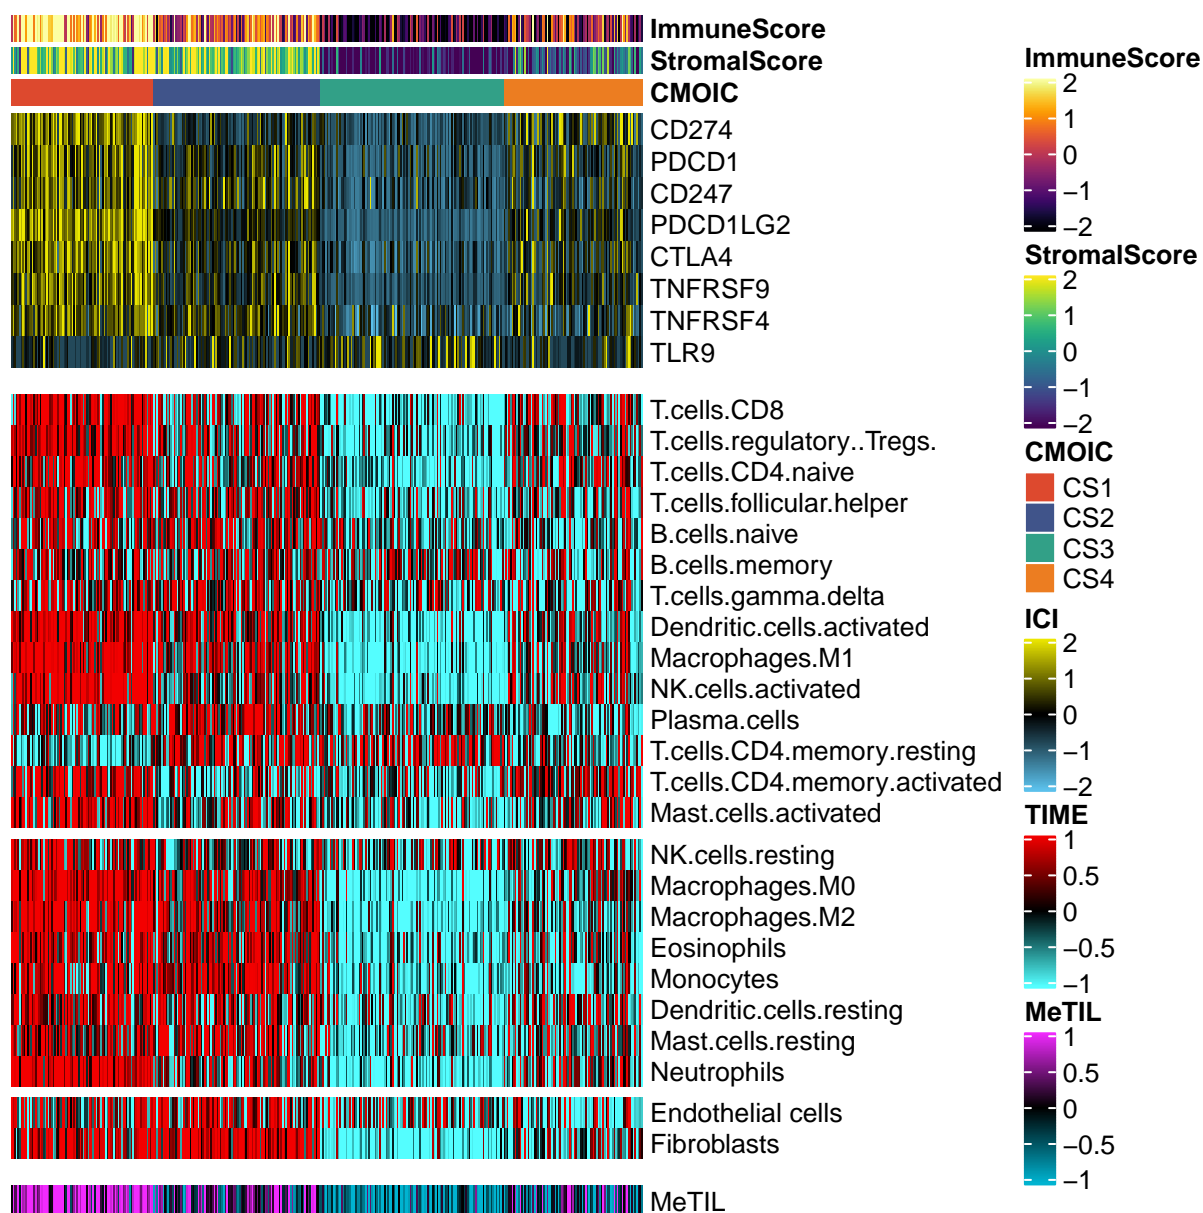 ImmuneScore
StromalScore
CMOIC
CD274
PDCD1
CD247
PDCD1LG2
CTLA4
TNFRSF9
TNFRSF4
TLR9
T.cells.CD8
T.cells.regulatory..Tregs.
T.cells.CD4.naive
T.cells.follicular.helper
B.cells.naive
B.cells.memory
T.cells.gamma.delta
Dendritic.cells.activated
Macrophages.M1
NK.cells.activated
Plasma.cells
T.cells.CD4.memory.resting
T.cells.CD4.memory.activated
Mast.cells.activated
NK.cells.resting
Macrophages.M0
Macrophages.M2
Eosinophils
Monocytes
Dendritic.cells.resting
Mast.cells.resting
Neutrophils
Endothelial cells
Fibroblasts
MeTIL
ImmuneScore
2
1
0
−1
−2
StromalScore
2
1
0
−1
−2
CMOIC
CS1
CS2
CS3
CS4
ICI
2
1
0
−1
−2
TIME
1
0.5
0
−0.5
−1
MeTIL
1
0.5
0
−0.5
−1